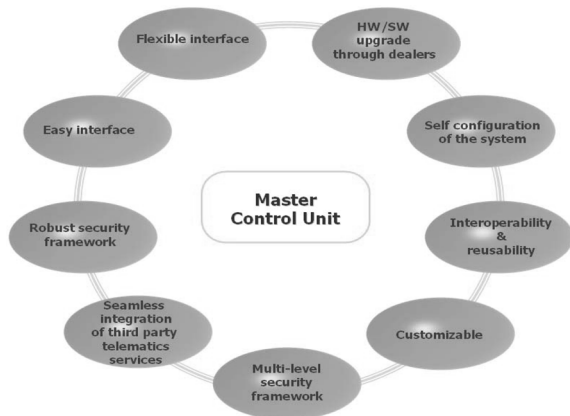 Flexible interface
HW/SW
upgrade
through dealers
Easy interface
Self configuration
of the system
Master
Control Unit
Robust security
framework
Interoperability
&
reusability
Seamless
integration
of third party
telematics
services
Customizable
Multi-level
security
framework